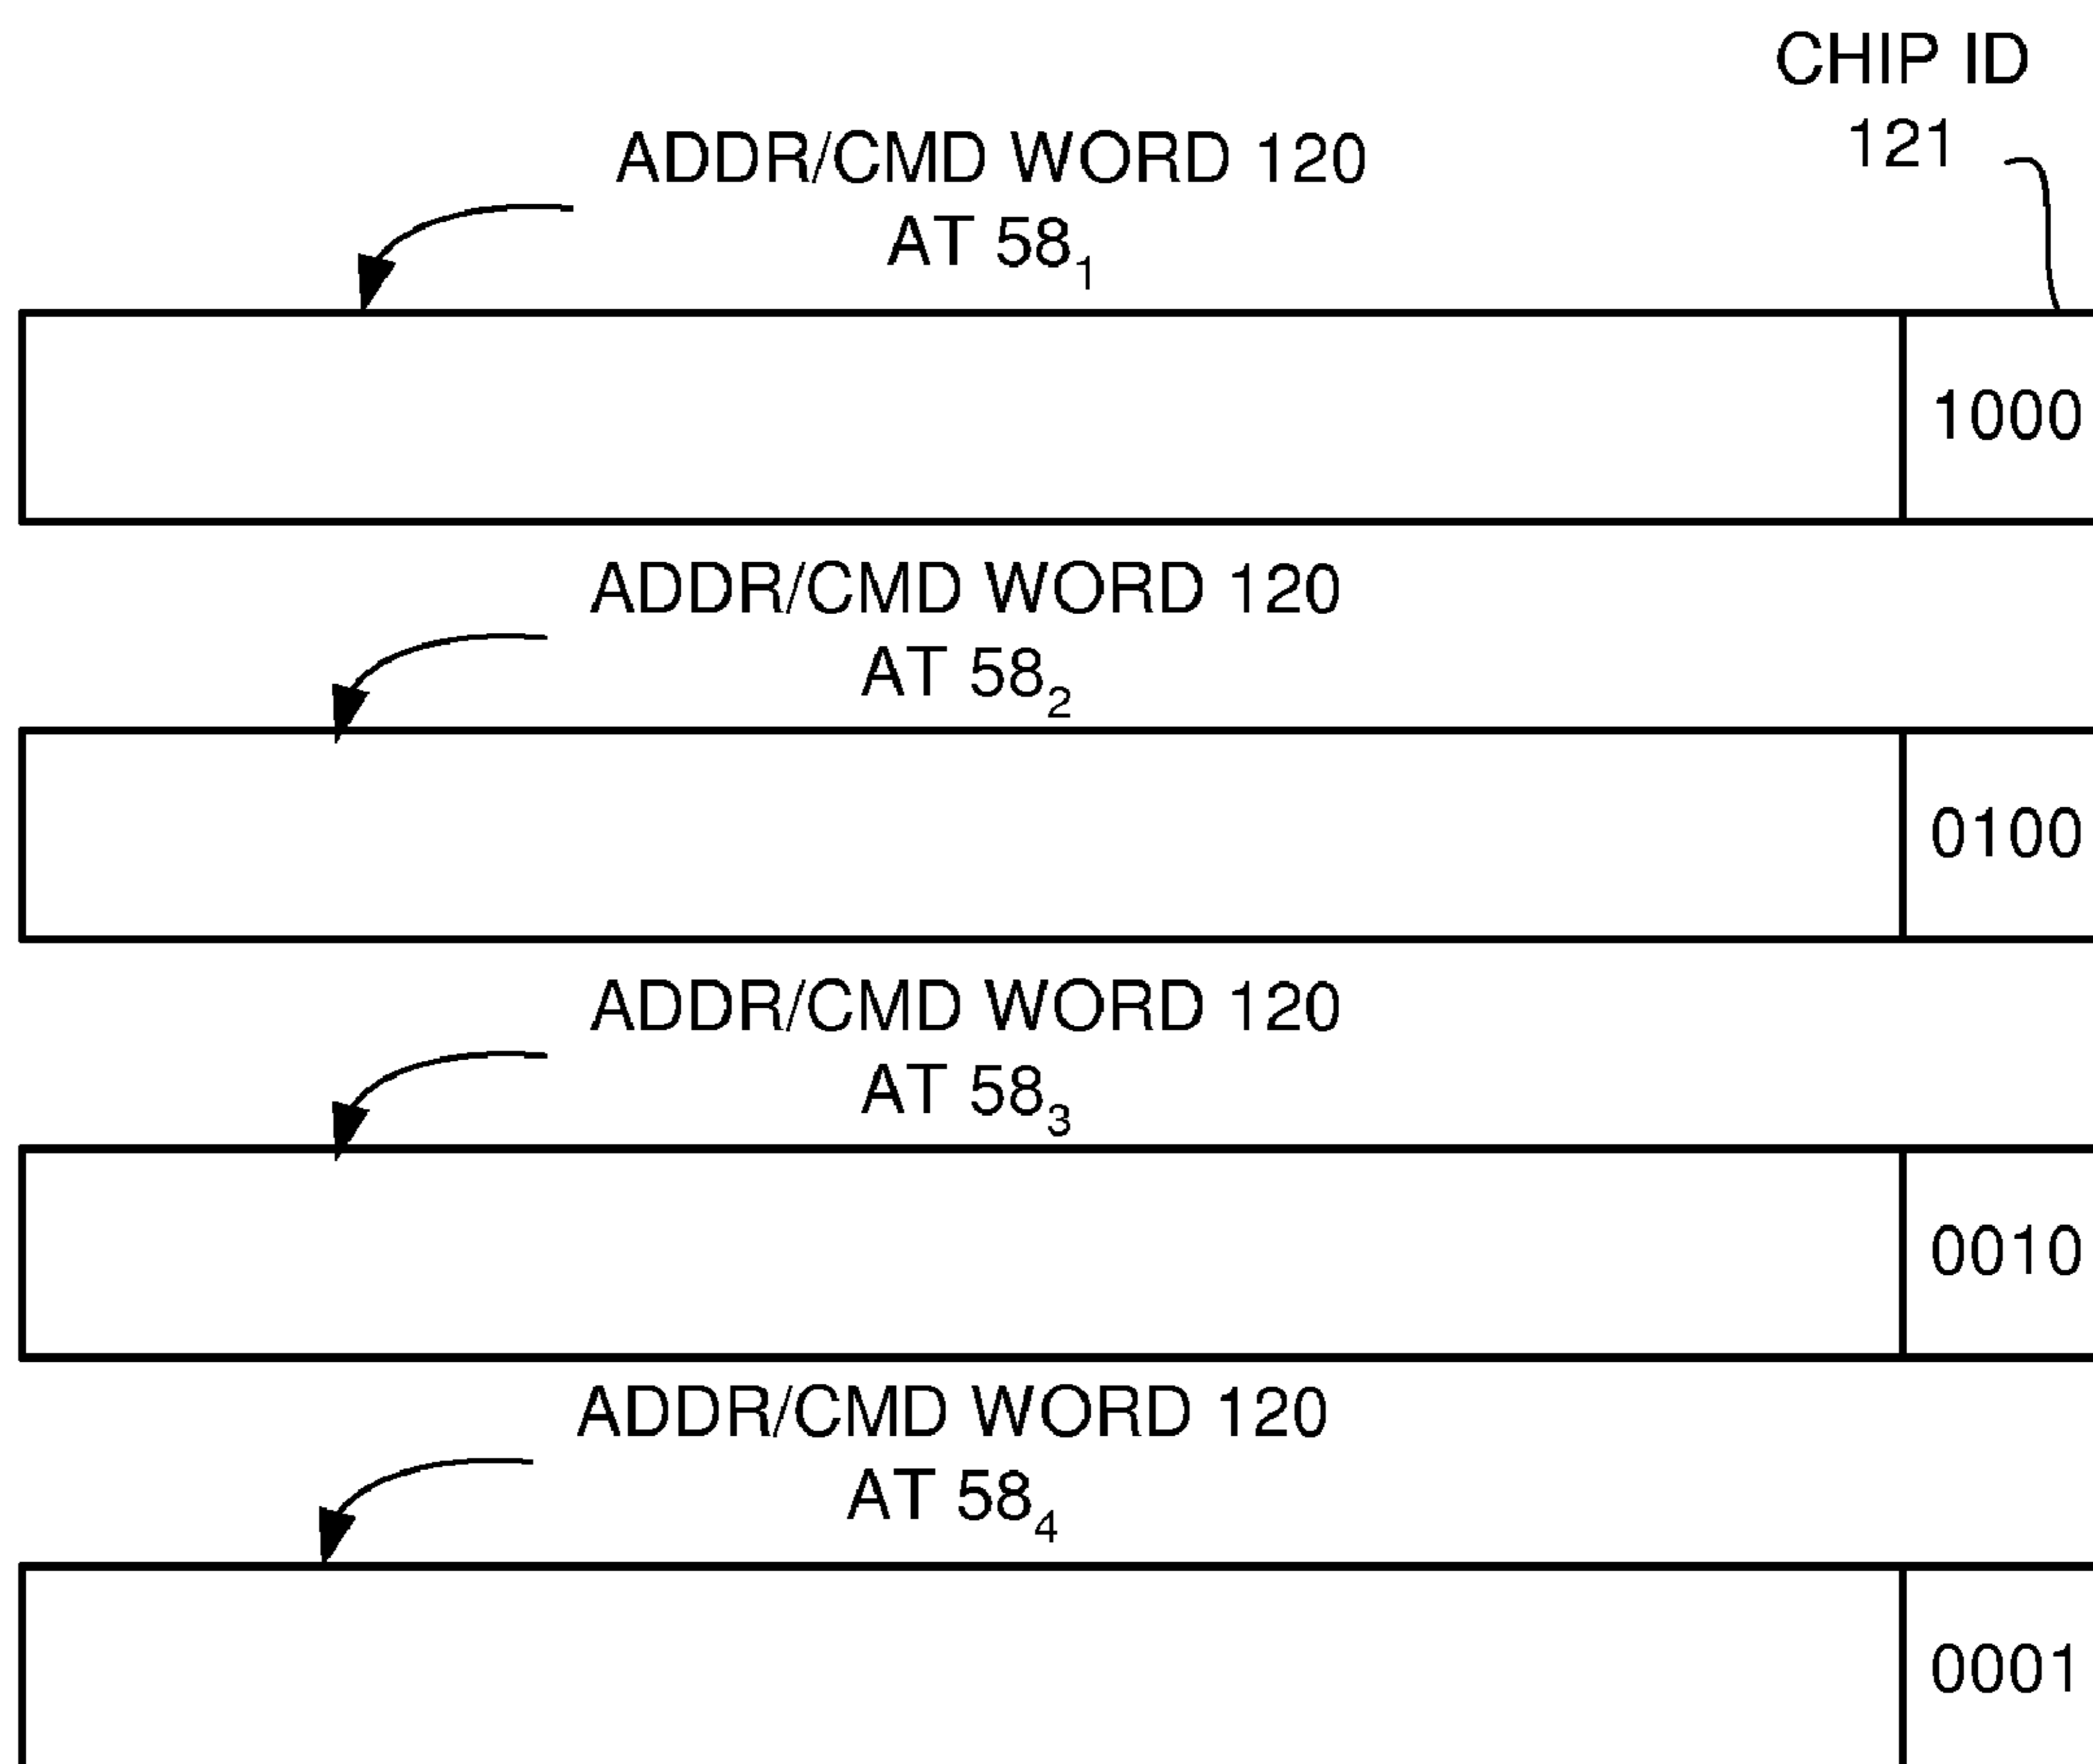 CHIP ID
121
ADDR/CMD WORD 120
AT 58₁
1000
ADDR/CMD WORD 120
AT 58₂
0100
ADDR/CMD WORD 120
AT 58₃
0010
ADDR/CMD WORD 120
AT 58₄
0001